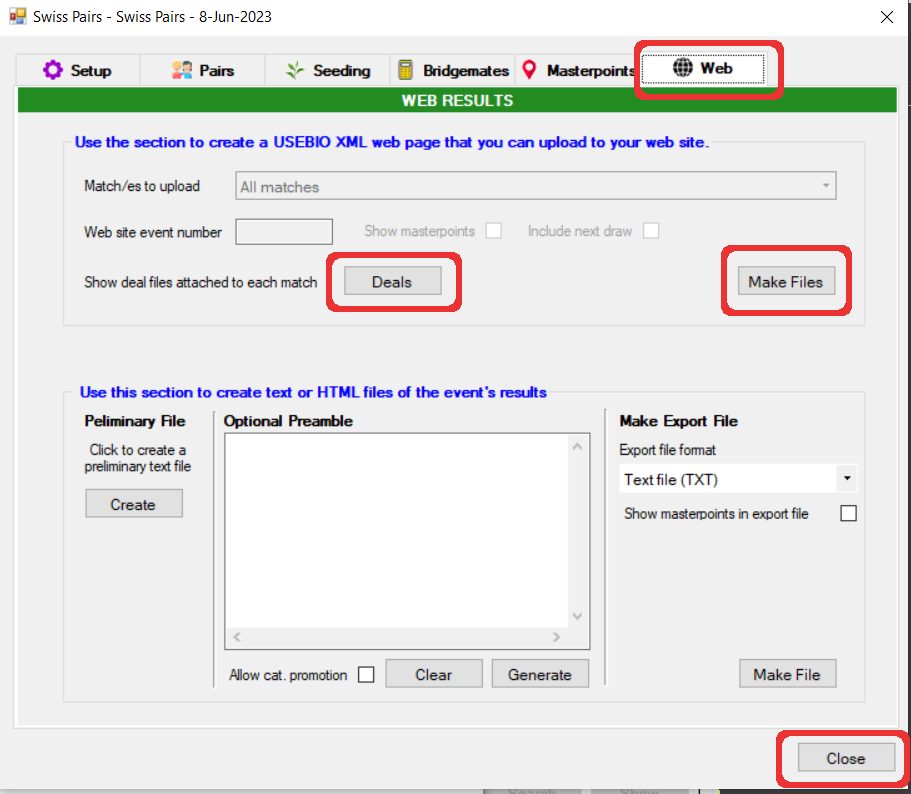 Swiss Pairs - Swiss Pairs - 8-Jun-2023
Setup Pairs Seeding Bridgemates Masterpoints Web
WEB RESULTS
Use the section to create a USEBIO XML web page that you can upload to your web site.
Match/es to upload All matches
Web site event number Show masterpoints Include next draw
Show deal files attached to each match Deals Make Files
Use this section to create text or HTML files of the event's results
Peliminary File
Click to create a
preliminary text file
Create
Optional Preamble
Allow cat. promotion Clear Generate
Make Export File
Export file format
Text file (TXT)
Show masterpoints in export file
Make File
Close
Search Show